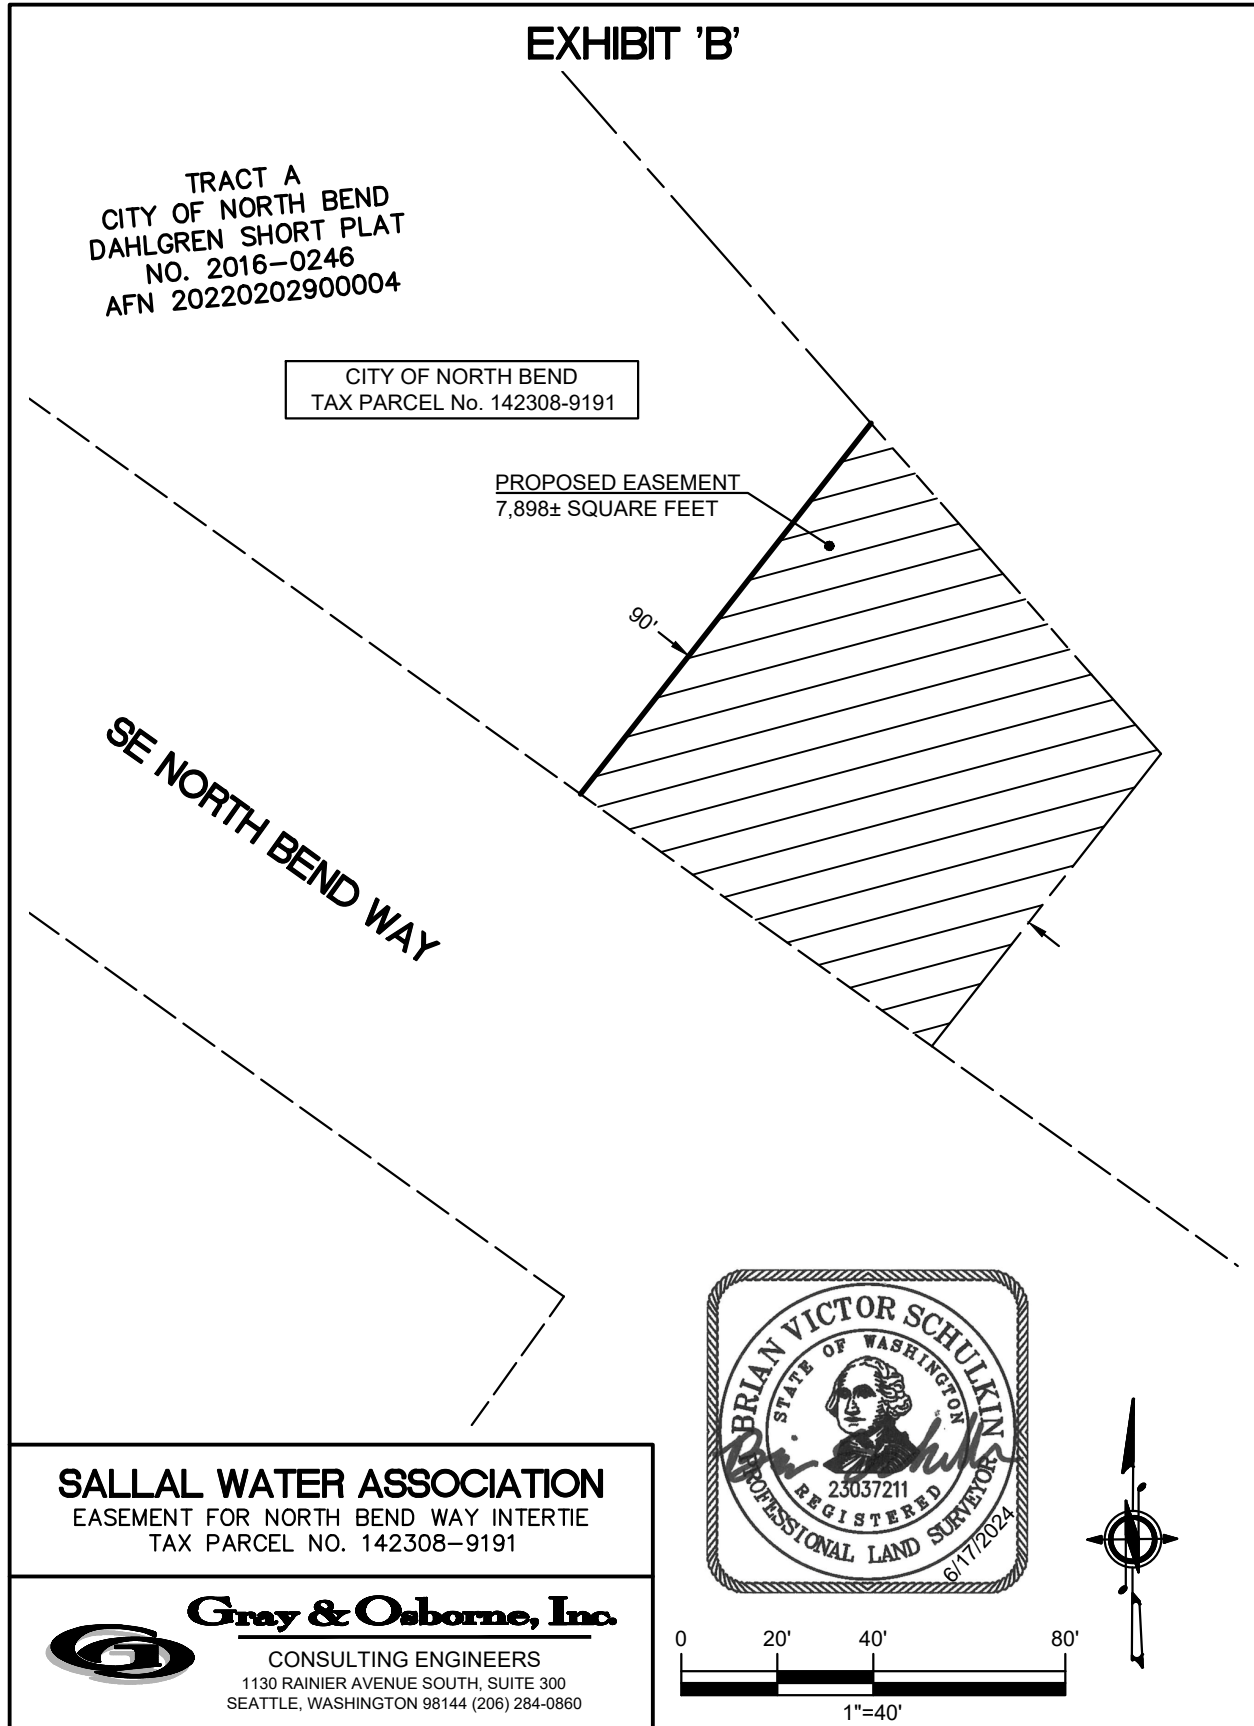 EXHIBIT 'B'
TRACT A
CITY OF NORTH BEND
DAHLGREN SHORT PLAT
NO. 2016-0246
AFN 20220202900004
CITY OF NORTH BEND
TAX PARCEL No. 142308-9191
PROPOSED EASEMENT
7,898± SQUARE FEET
90'
SE NORTH BEND WAY
BRIAN VICTOR SCHULKIN
STATE OF WASHINGTON
23037211
REGISTERED
PROFESSIONAL LAND SURVEYOR
6/17/2024
SALLAL WATER ASSOCIATION
EASEMENT FOR NORTH BEND WAY INTERTIE
TAX PARCEL NO. 142308-9191
Gray & Osborne, Inc.
CONSULTING ENGINEERS
1130 RAINIER AVENUE SOUTH, SUITE 300
SEATTLE, WASHINGTON 98144 (206) 284-0860
0 20' 40' 80'
1"=40'